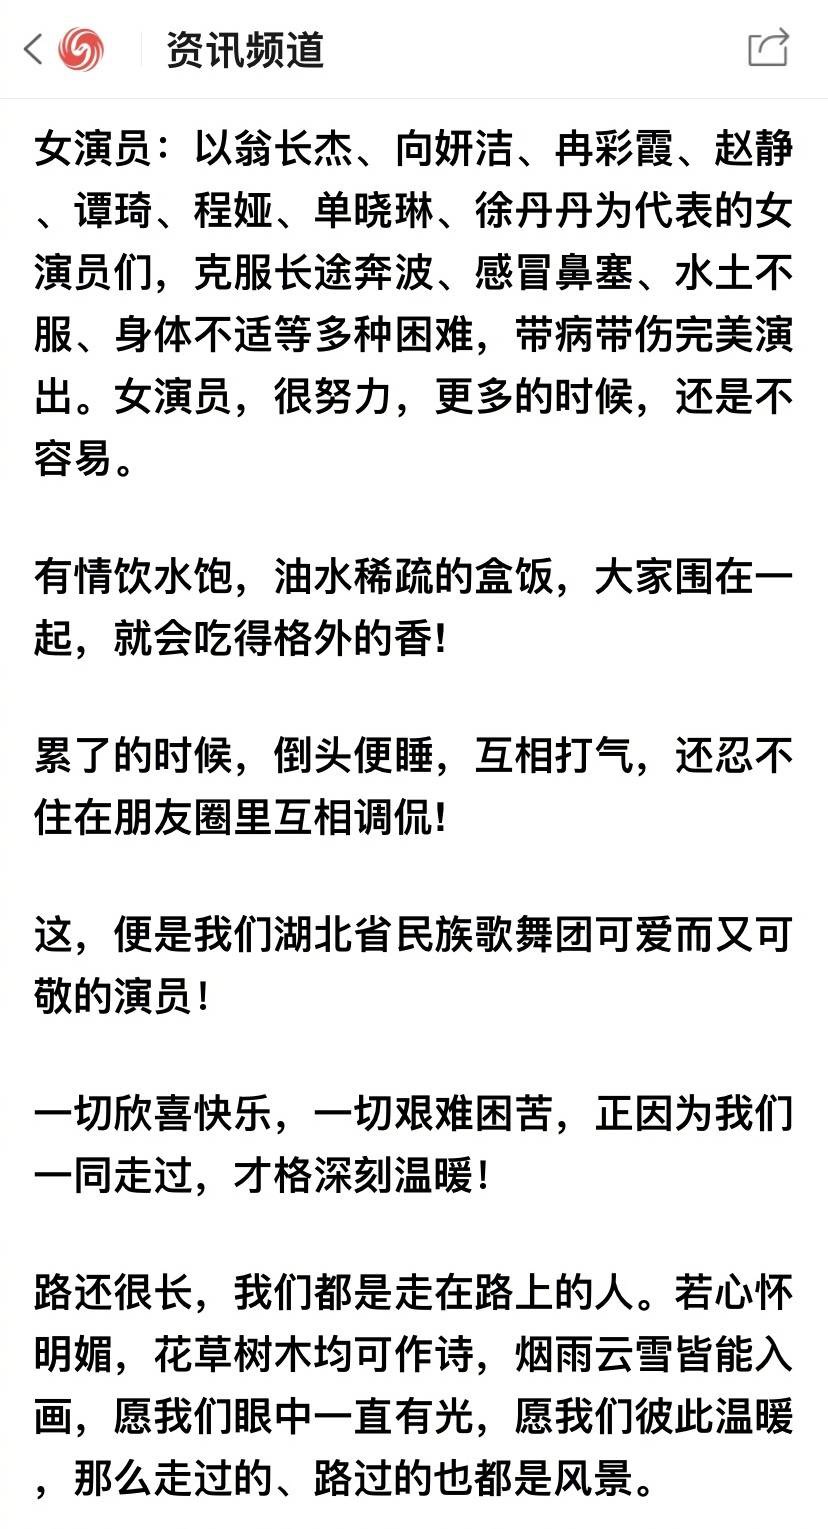 资讯频道
女演员：以翁长杰、向妍洁、冉彩霞、赵静
、谭琦、程娅、单晓琳、徐丹丹为代表的女
演员们，克服长途奔波、感冒鼻塞、水土不
服、身体不适等多种困难，带病带伤完美演
出。女演员，很努力，更多的时候，还是不
容易。
有情饮水饱，油水稀疏的盒饭，大家围在一
起，就会吃得格外的香！
累了的时候，倒头便睡，互相打气，还忍不
住在朋友圈里互相调侃！
这，便是我们湖北省民族歌舞团可爱而又可
敬的演员！
一切欣喜快乐，一切艰难困苦，正因为我们
一同走过，才格深刻温暖！
路还很长，我们都是走在路上的人。若心怀
明媚，花草树木均可作诗，烟雨云雪皆能入
画，愿我们眼中一直有光，愿我们彼此温暖
，那么走过的、路过的也都是风景。